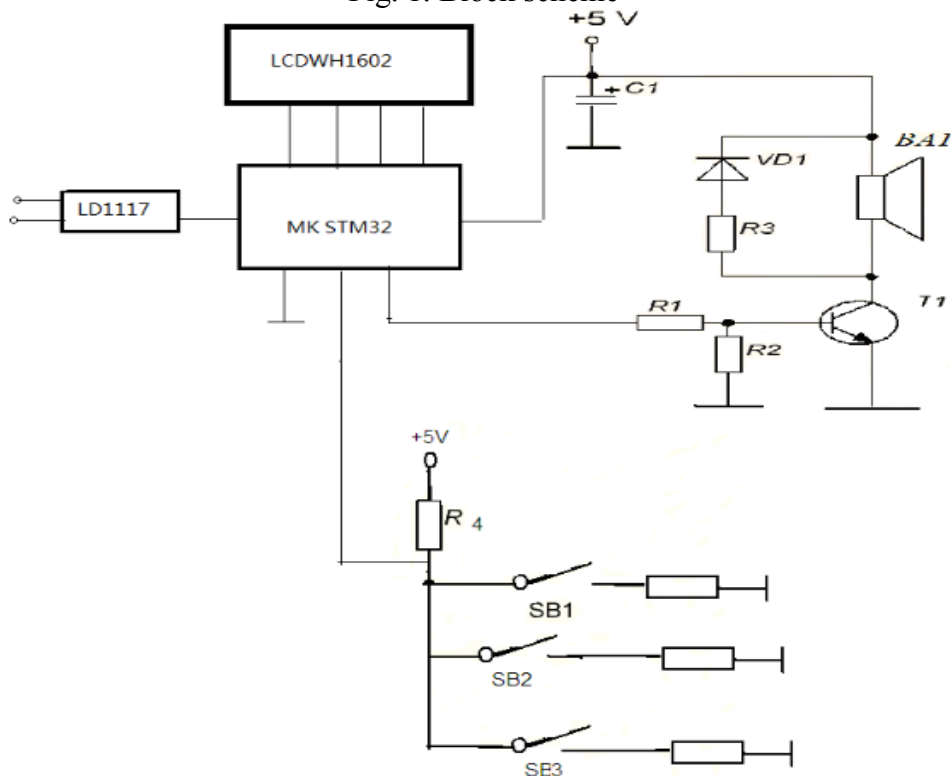 Fig. 1. Block scheme
+5 V
LCDWH1602
+ C1
BA1
VD1
LD1117
MK STM32
R3
T1
R1
R2
+5V
R 4
SB1
SB2
SB3